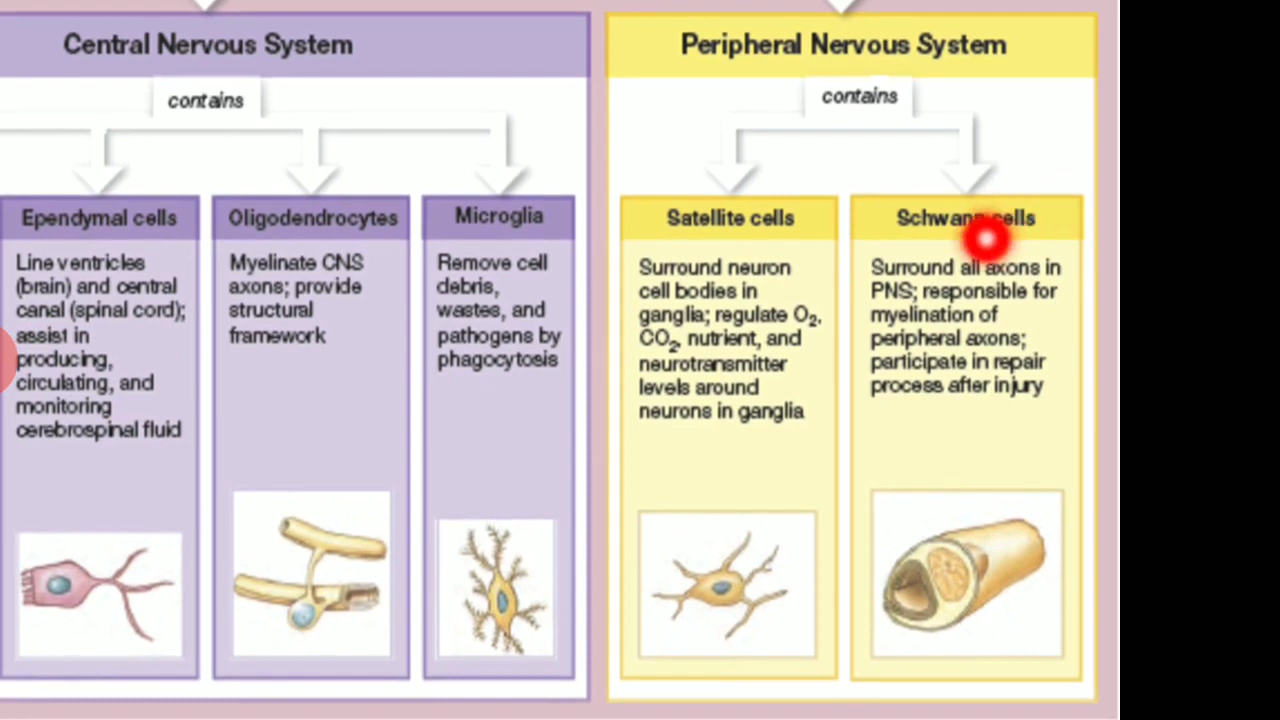 Central Nervous System
contains
Ependymal cells
Line ventricles
(brain) and central
canal (spinal cord);
assist in
producing,
circulating, and
monitoring
cerebrospinal fluid
Oligodendrocytes
Myelinate CNS
axons; provide
structural
framework
Microglia
Remove cell
debris,
wastes, and
pathogens by
phagocytosis
Peripheral Nervous System
contains
Satellite cells
Surround neuron
cell bodies in
ganglia; regulate O₂,
CO₂, nutrient, and
neurotransmitter
levels around
neurons in ganglia
Schwann cells
Surround all axons in
PNS; responsible for
myelination of
peripheral axons;
participate in repair
process after injury